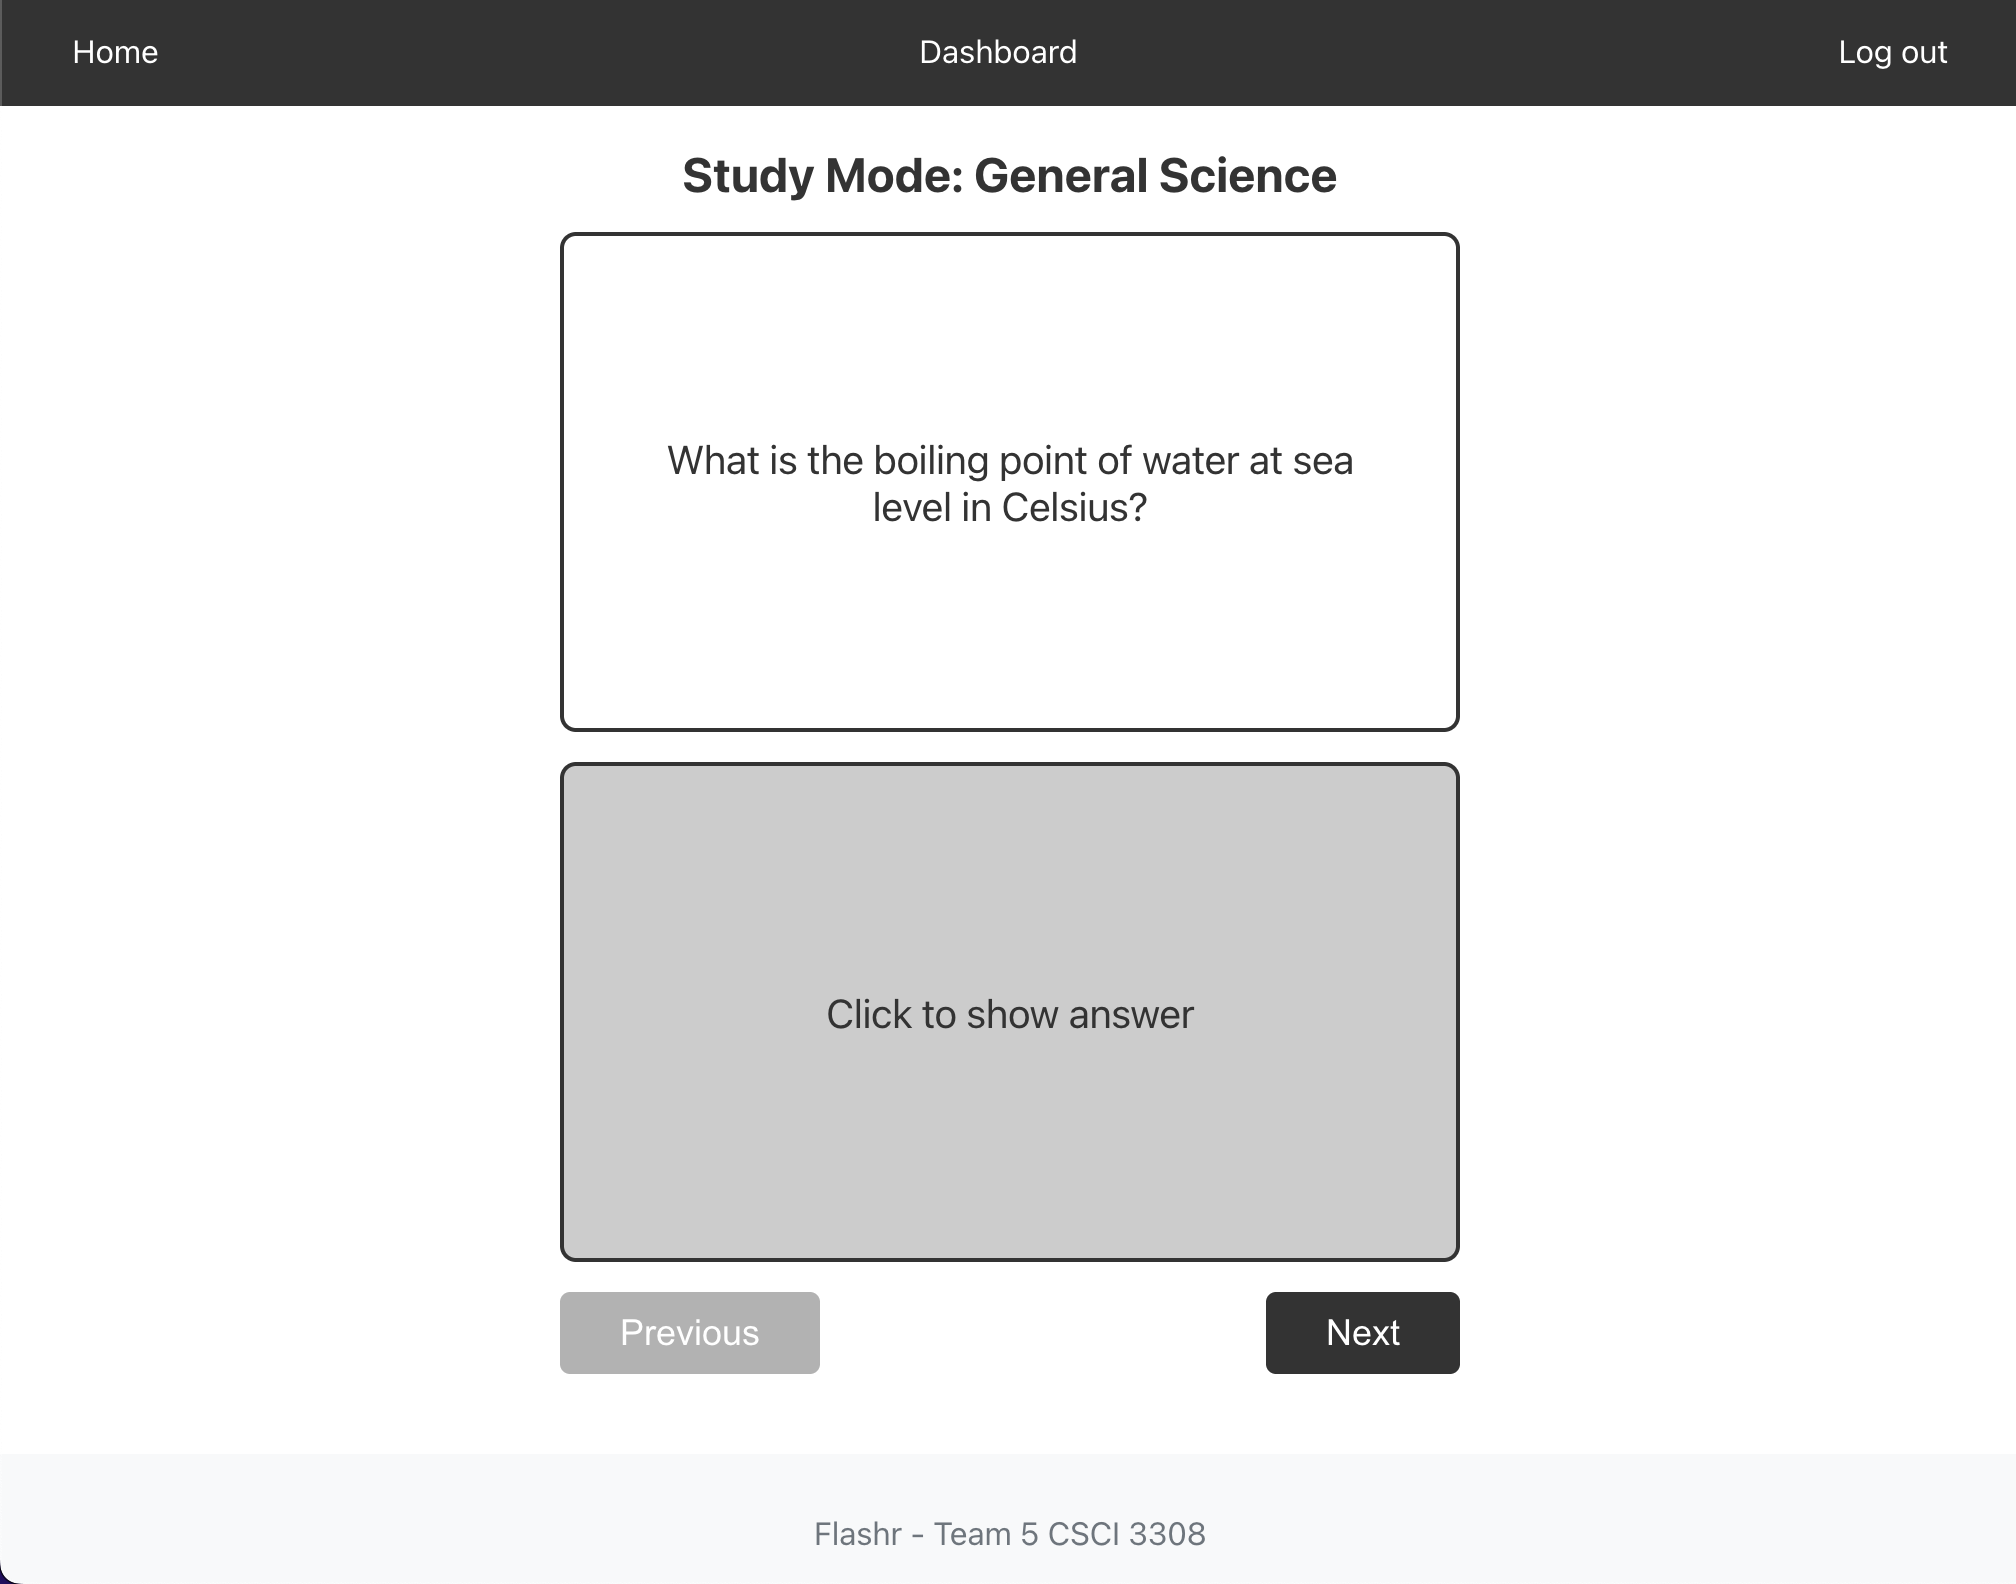 Home Dashboard Log out
Study Mode: General Science
What is the boiling point of water at sea
level in Celsius?
Click to show answer
Previous Next
Flashr - Team 5 CSCI 3308